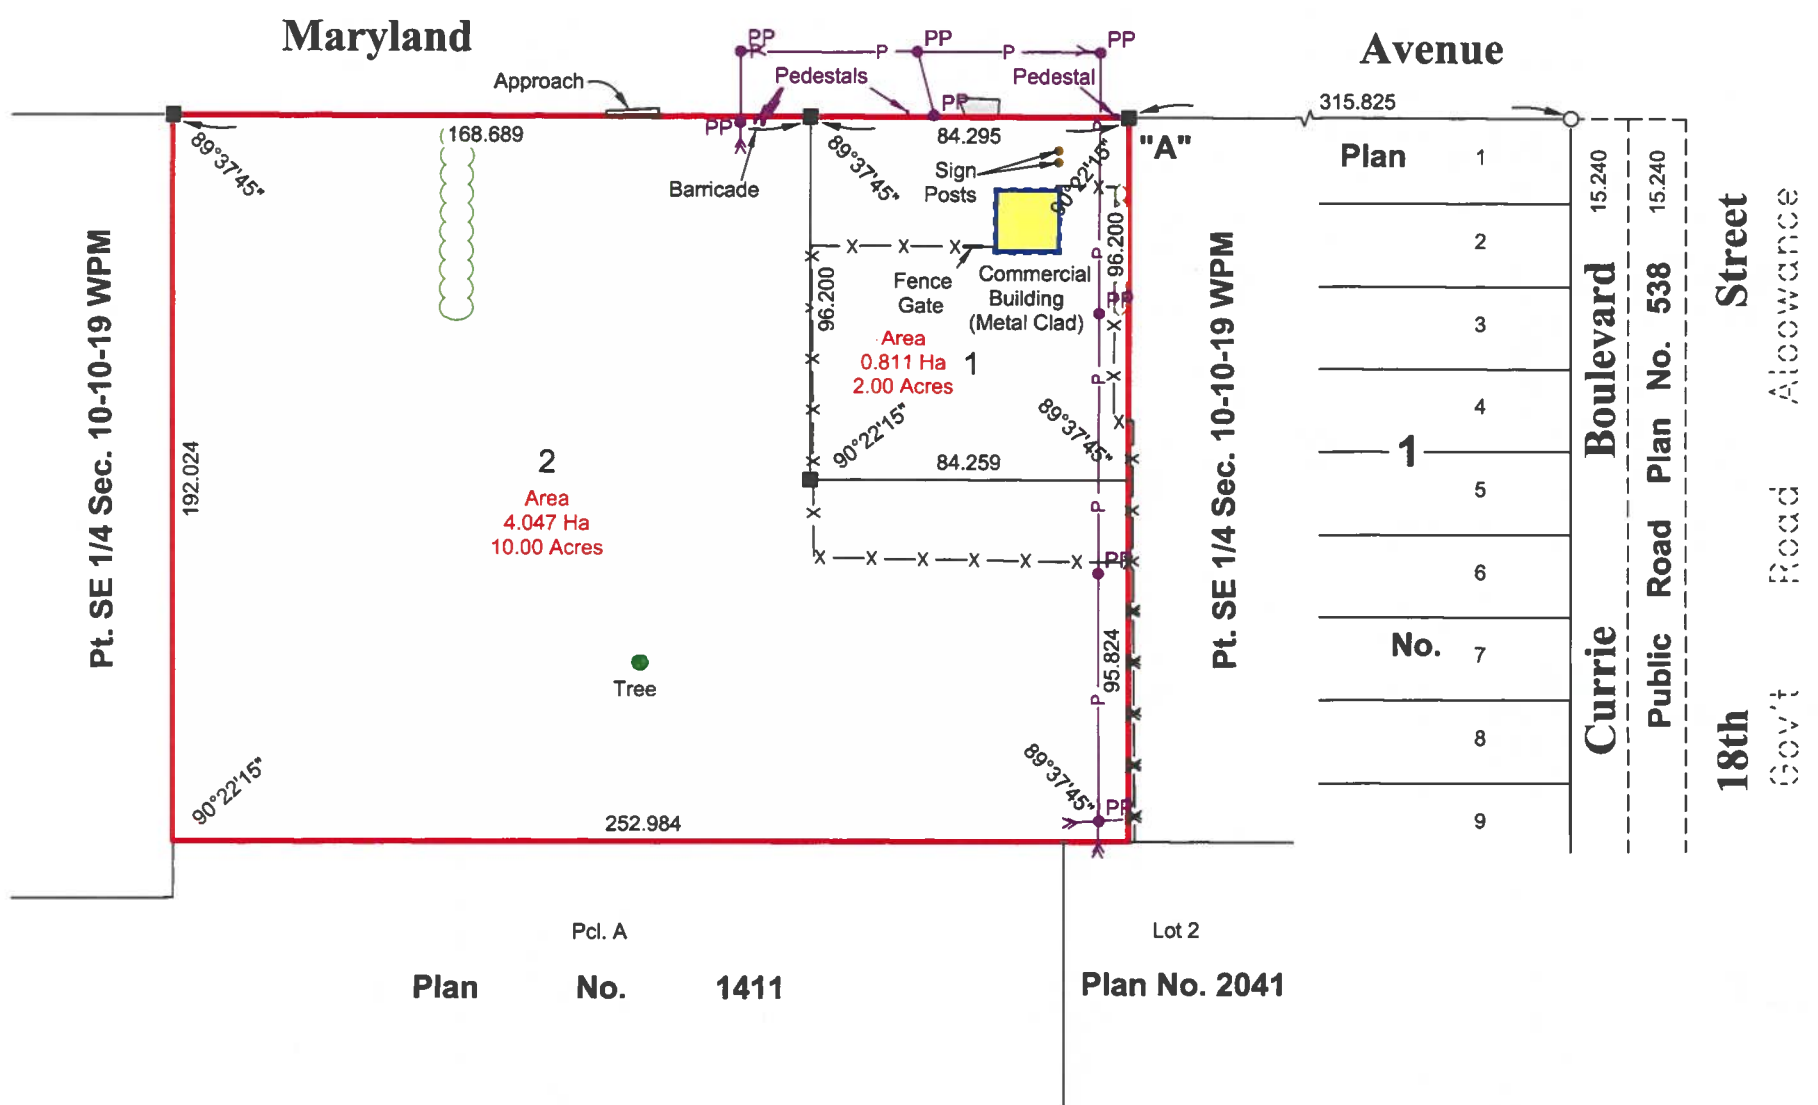 Maryland
Avenue
PP
P
PP
P
PP
Approach
Pedestals
Pedestal
PP
PP
P
168.689
84.295
315.825
"A"
89°37'45"
89°37'45"
90°22'15"
Barricade
Sign
Posts
Fence
Gate
Commercial
Building
(Metal Clad)
96.200
96.200
P
PP
Area
0.811 Ha
2.00 Acres
1
P
90°22'15"
89°37'45"
84.259
P
PP
2
Area
4.047 Ha
10.00 Acres
192.024
Tree
95.824
P
89°37'45"
PP
90°22'15"
252.984
Pt. SE 1/4 Sec. 10-10-19 WPM
Pt. SE 1/4 Sec. 10-10-19 WPM
Plan
1
2
3
4
1
5
6
No.
7
8
9
15.240
15.240
Currie Boulevard
Public Road Plan No. 538
18th Street
Gov't Road Alowance
Pcl. A
Lot 2
Plan No. 1411
Plan No. 2041